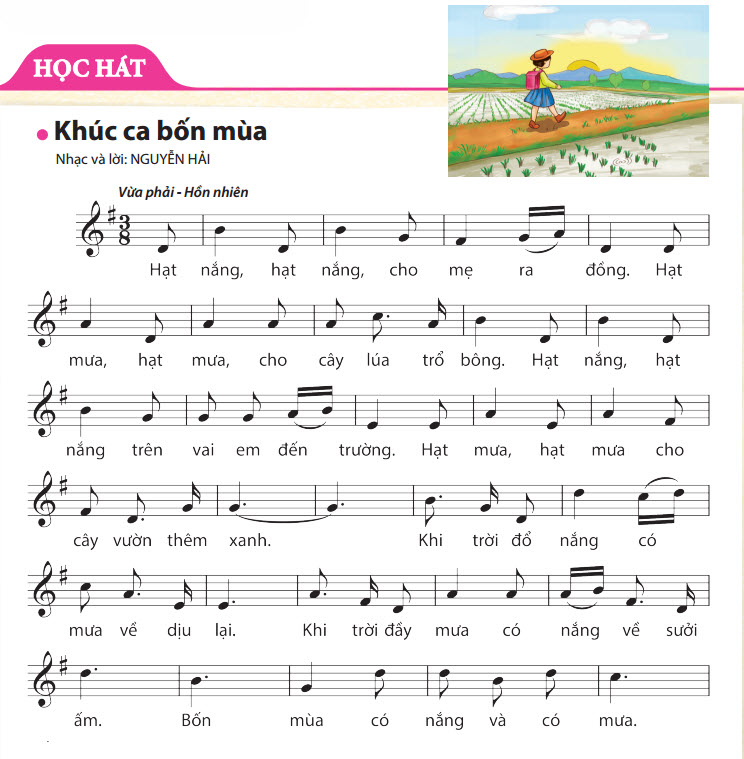 HỌC HÁT
Khúc ca bốn mùa
Nhạc và lời: NGUYỄN HẢI
Vừa phải - Hồn nhiên
3
8
Hạt nắng, hạt nắng, cho mẹ ra đồng. Hạt
mưa, hạt mưa, cho cây lúa trổ bông. Hạt nắng, hạt
nắng trên vai em đến trường. Hạt mưa, hạt mưa cho
cây vườn thêm xanh. Khi trời đổ nắng có
mưa về dịu lại. Khi trời đầy mưa có nắng về sưởi
ấm. Bốn mùa có nắng và có mưa.